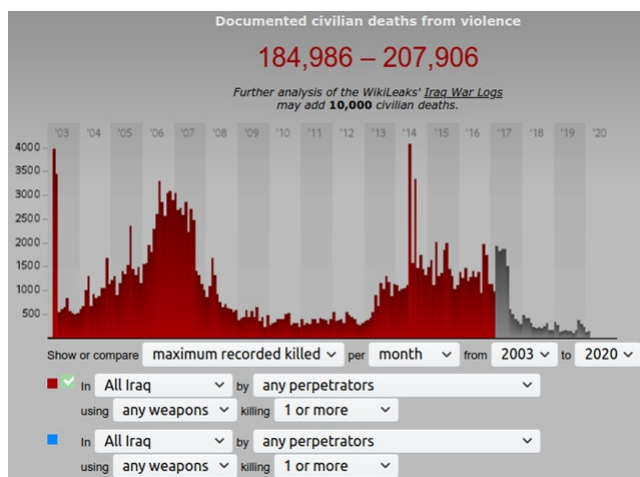 Documented civilian deaths from violence
184,986 – 207,906
Further analysis of the WikiLeaks' Iraq War Logs
may add 10,000 civilian deaths.
'03 '04 '05 '06 '07 '08 '09 '10 '11 '12 '13 '14 '15 '16 '17 '18 '19 '20
4000
3500
3000
2500
2000
1500
1000
500
Show or compare maximum recorded killed per month from 2003 to 2020
In All Iraq by any perpetrators
using any weapons killing 1 or more
In All Iraq by any perpetrators
using any weapons killing 1 or more